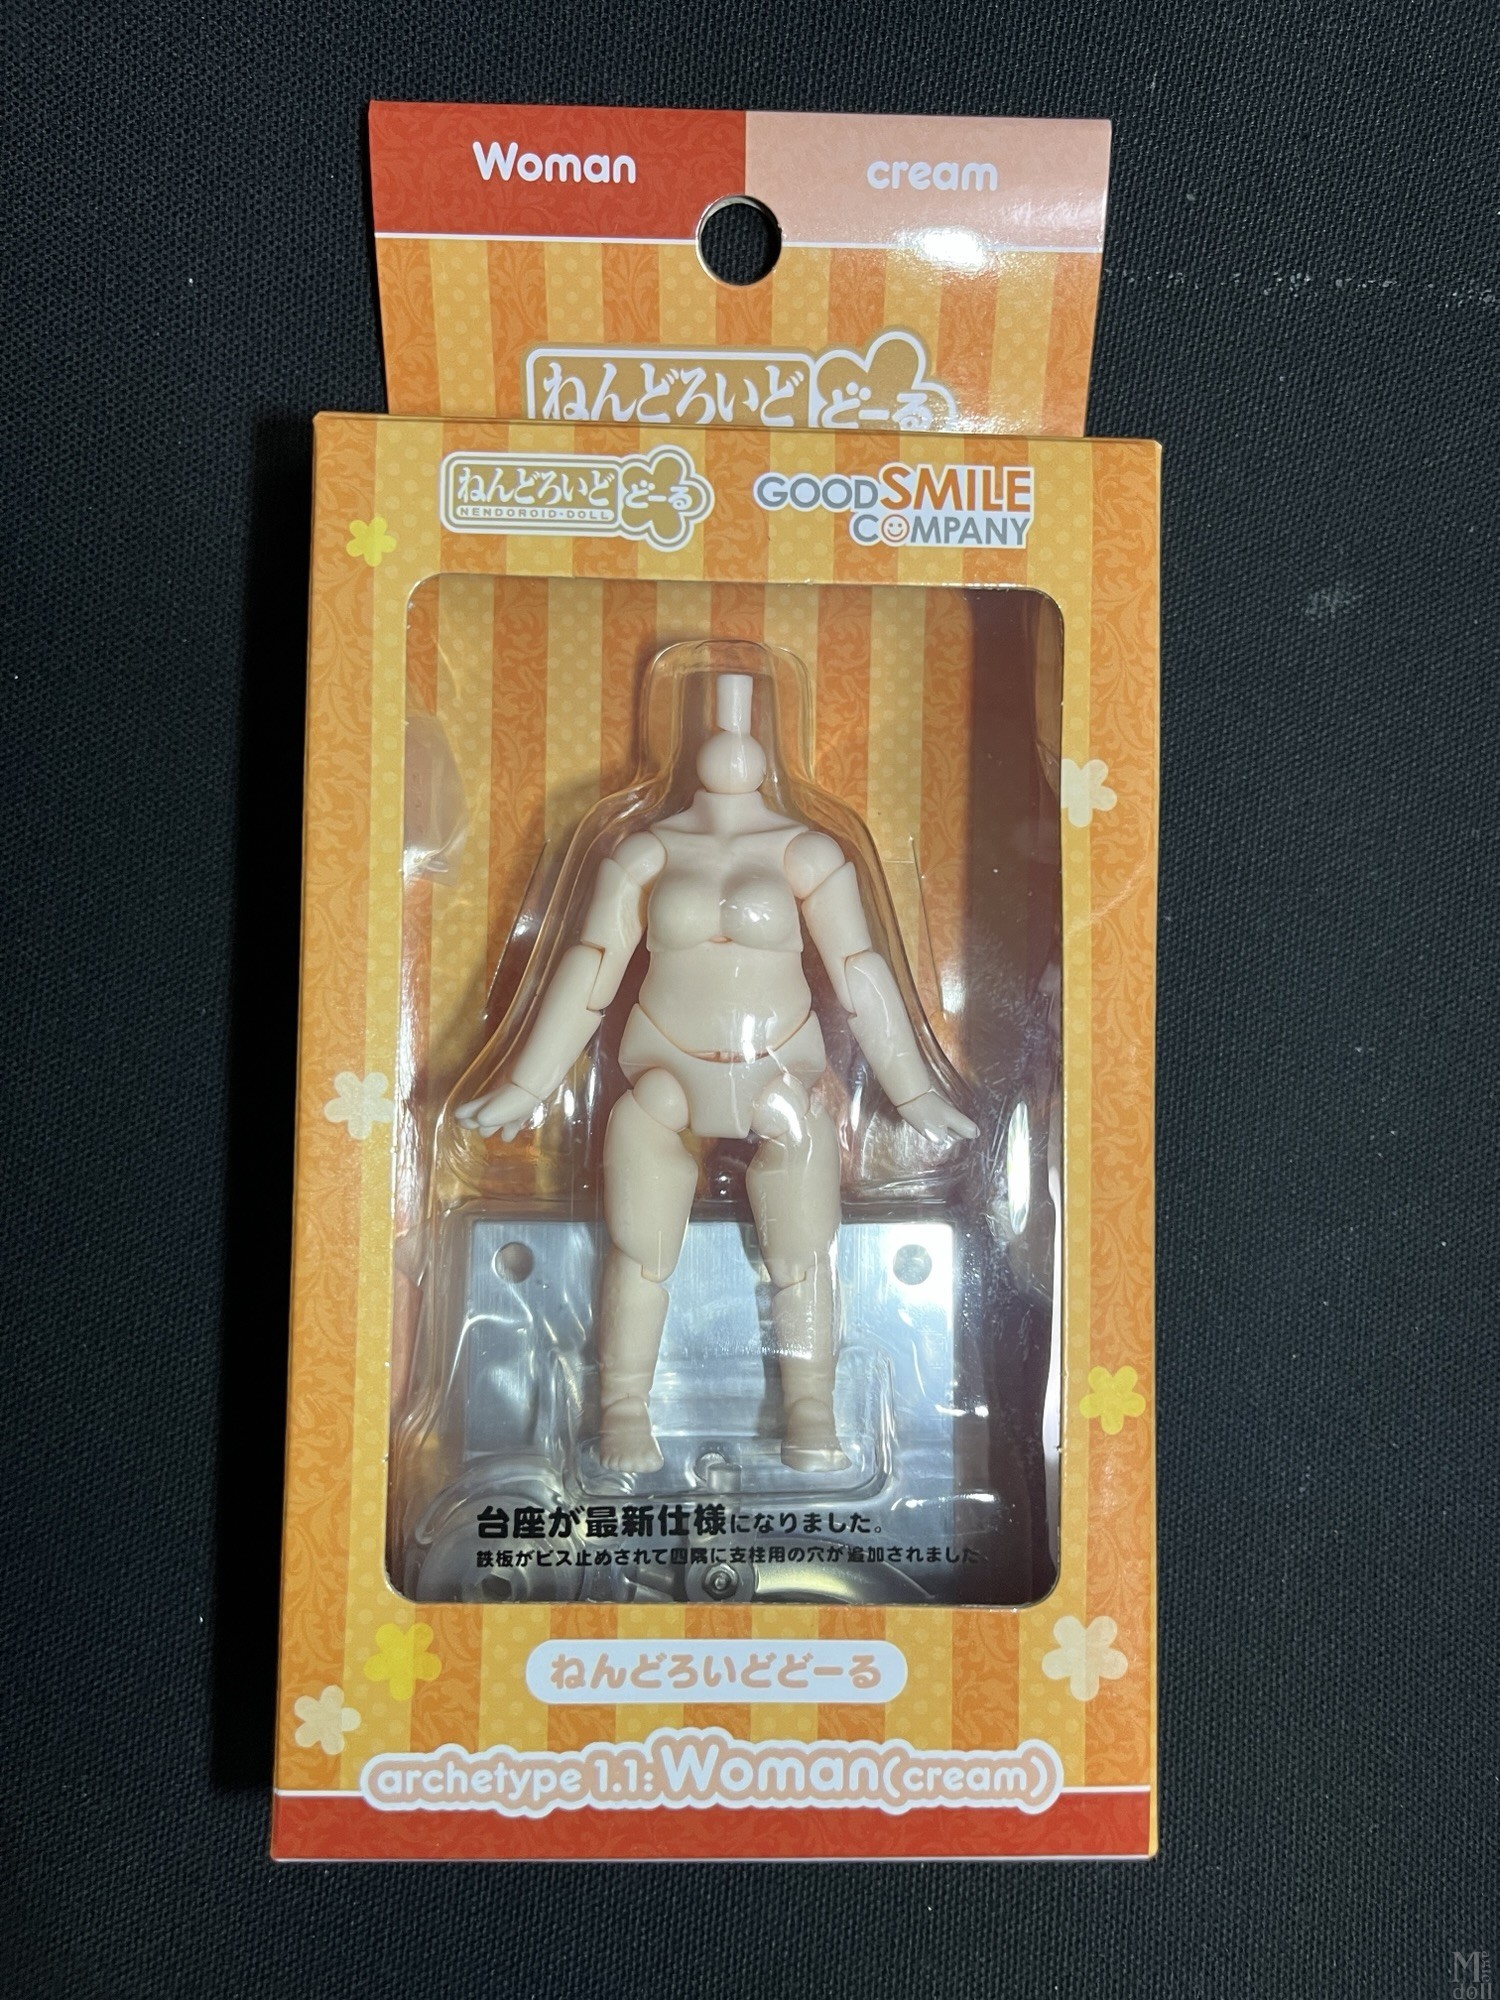 Woman
cream
ねんどろいど どーる
ねんどろいど どーる
NENDOROID・DOLL
GOOD SMILE
COMPANY
台座が最新仕様になりました。
鉄板がビス止めされて四隅に支柱用の穴が追加されました
ねんどろいどどーる
archetype 1.1: Woman(cream)
Magic
doll